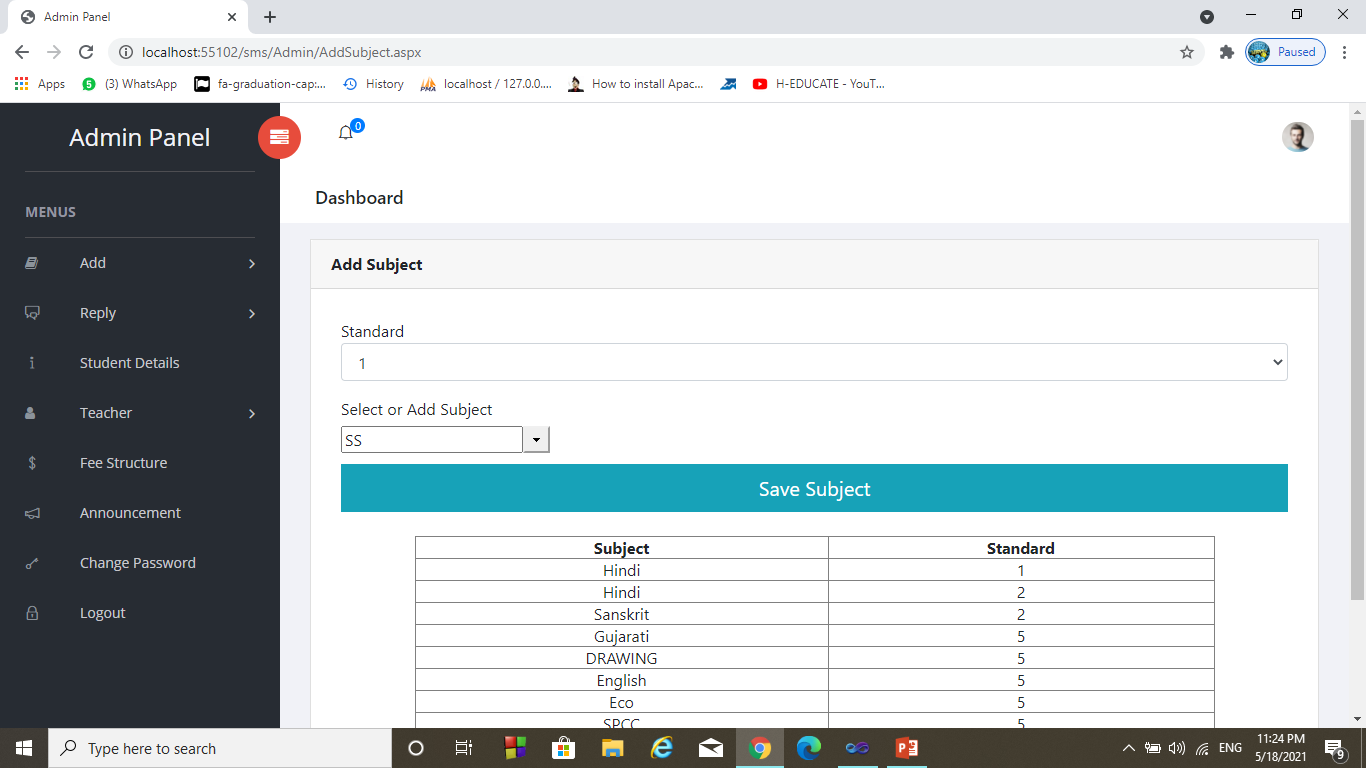 Admin Panel
localhost:55102/sms/Admin/AddSubject.aspx
Paused
Apps
5
(3) WhatsApp
fa-graduation-cap:...
History
PMA
localhost / 127.0.0....
How to install Apac...
H-EDUCATE - YouT...
Admin Panel
0
MENUS
Add
Reply
Student Details
Teacher
Fee Structure
Announcement
Change Password
Logout
Dashboard
Add Subject
Standard
1
Select or Add Subject
SS
Save Subject
Subject Standard
Hindi 1
Hindi 2
Sanskrit 2
Gujarati 5
DRAWING 5
English 5
Eco 5
SPCC 5
Type here to search
ENG
11:24 PM
5/18/2021
9